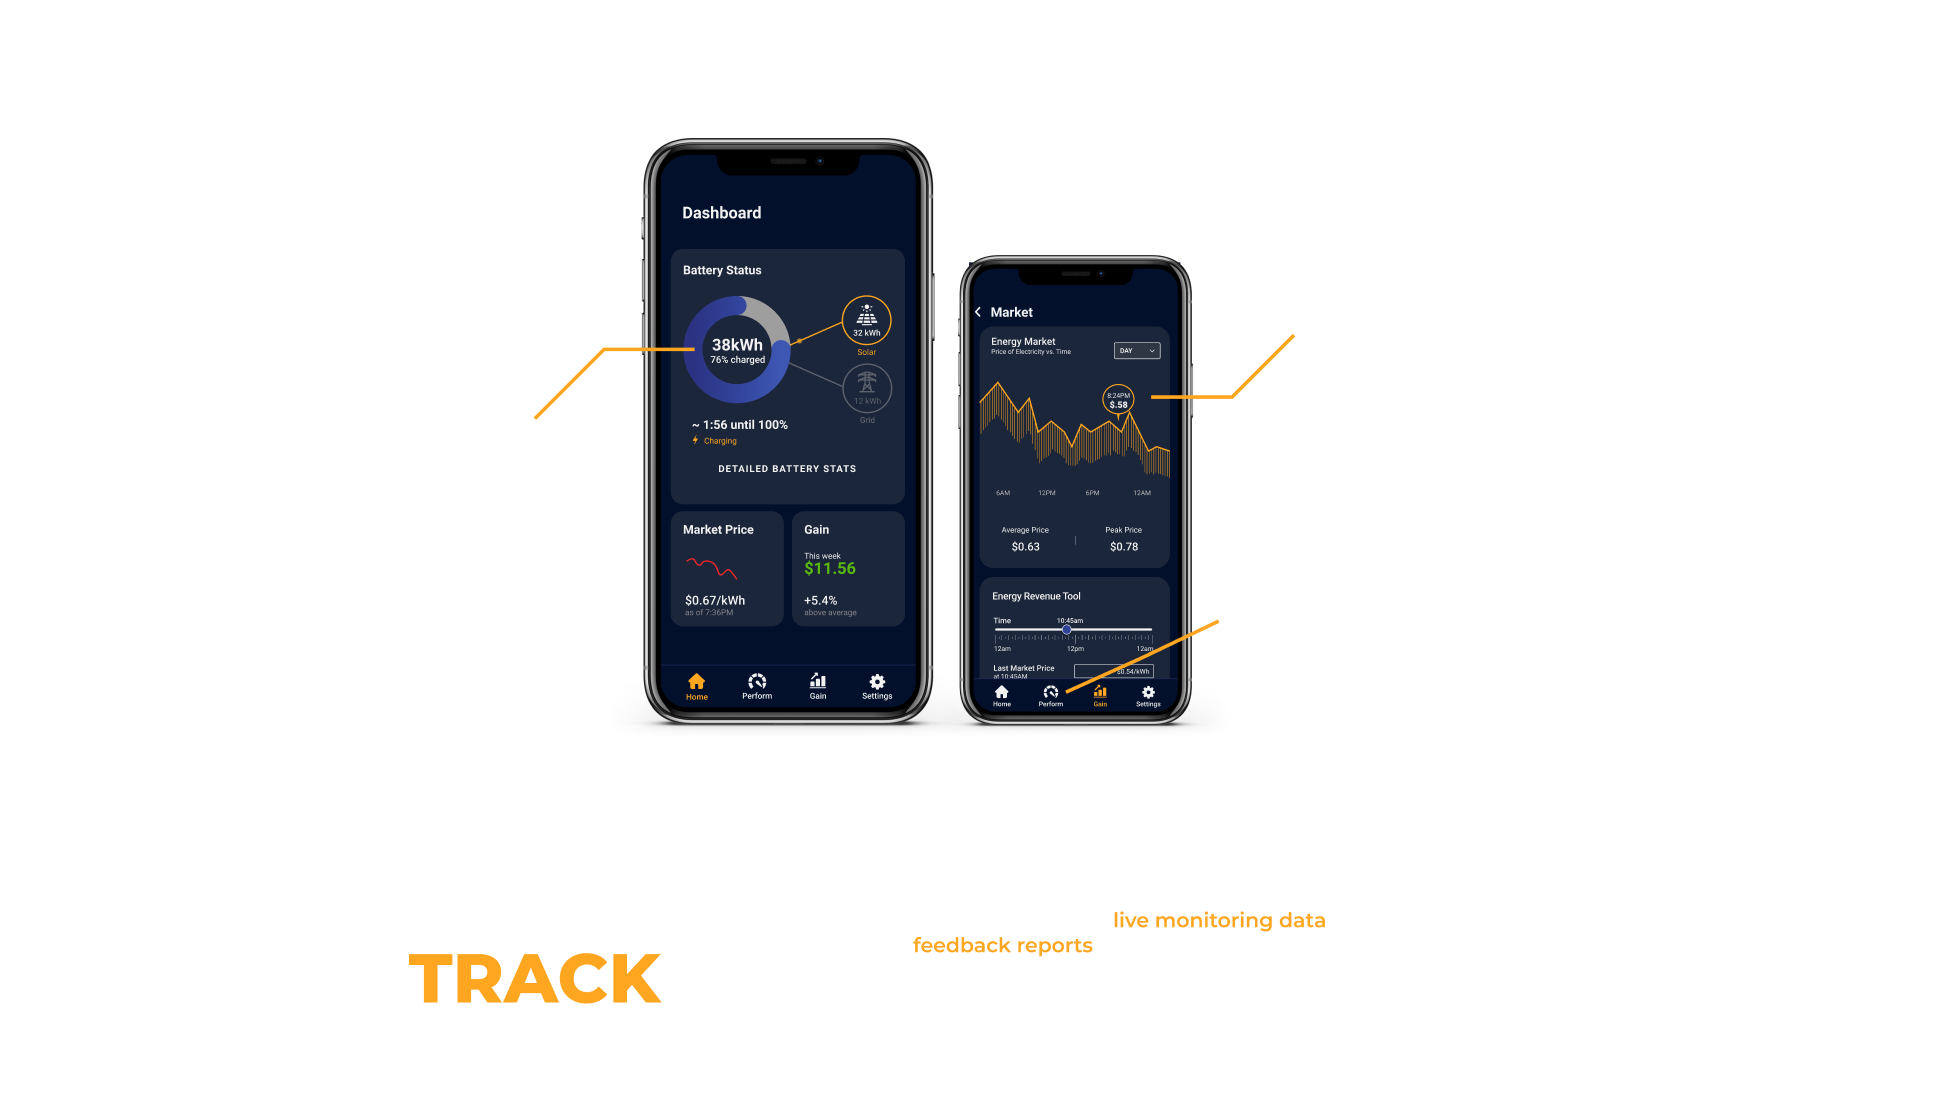 Dashboard
Battery Status
38kWh
76% charged
32 kWh
Solar
12 kWh
Grid
~ 1:56 until 100%
Charging
DETAILED BATTERY STATS
Market Price
$0.67/kWh
as of 7:36PM
Gain
This week
$11.56
+5.4%
above average
Home Perform Gain Settings
Market
Energy Market
Price of Electricity vs. Time
DAY
8:24PM
$.58
6AM 12PM 6PM 12AM
Average Price Peak Price
$0.63 $0.78
Energy Revenue Tool
Time 10:45am
12am 12pm 12am
Last Market Price $0.54/kWh
at 10:45AM
Home Perform Gain Settings
live monitoring data
feedback reports
TRACK